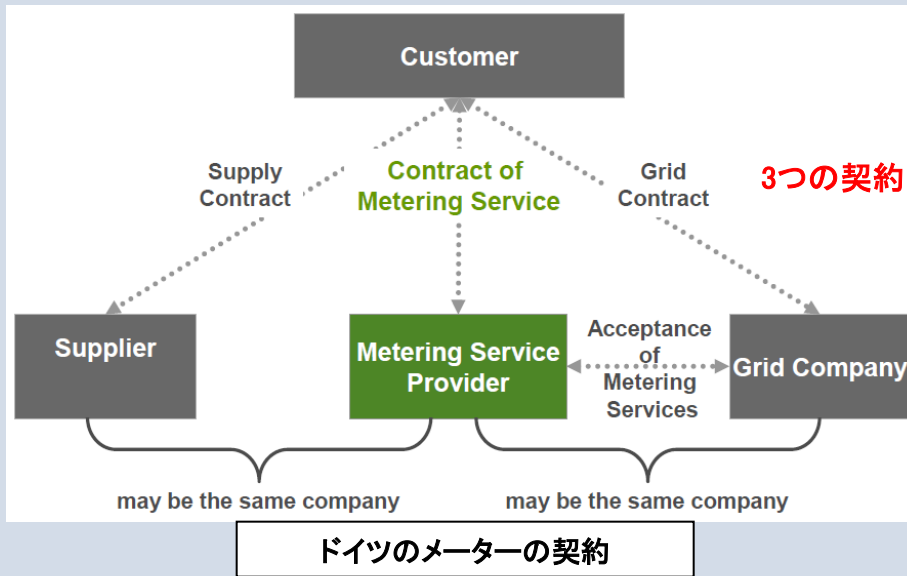 Customer
Supply
Contract
Contract of
Metering Service
Grid
Contract
3つの契約
Supplier
Metering Service
Provider
Acceptance
of
Metering
Services
Grid Company
may be the same company
may be the same company
ドイツのメーターの契約